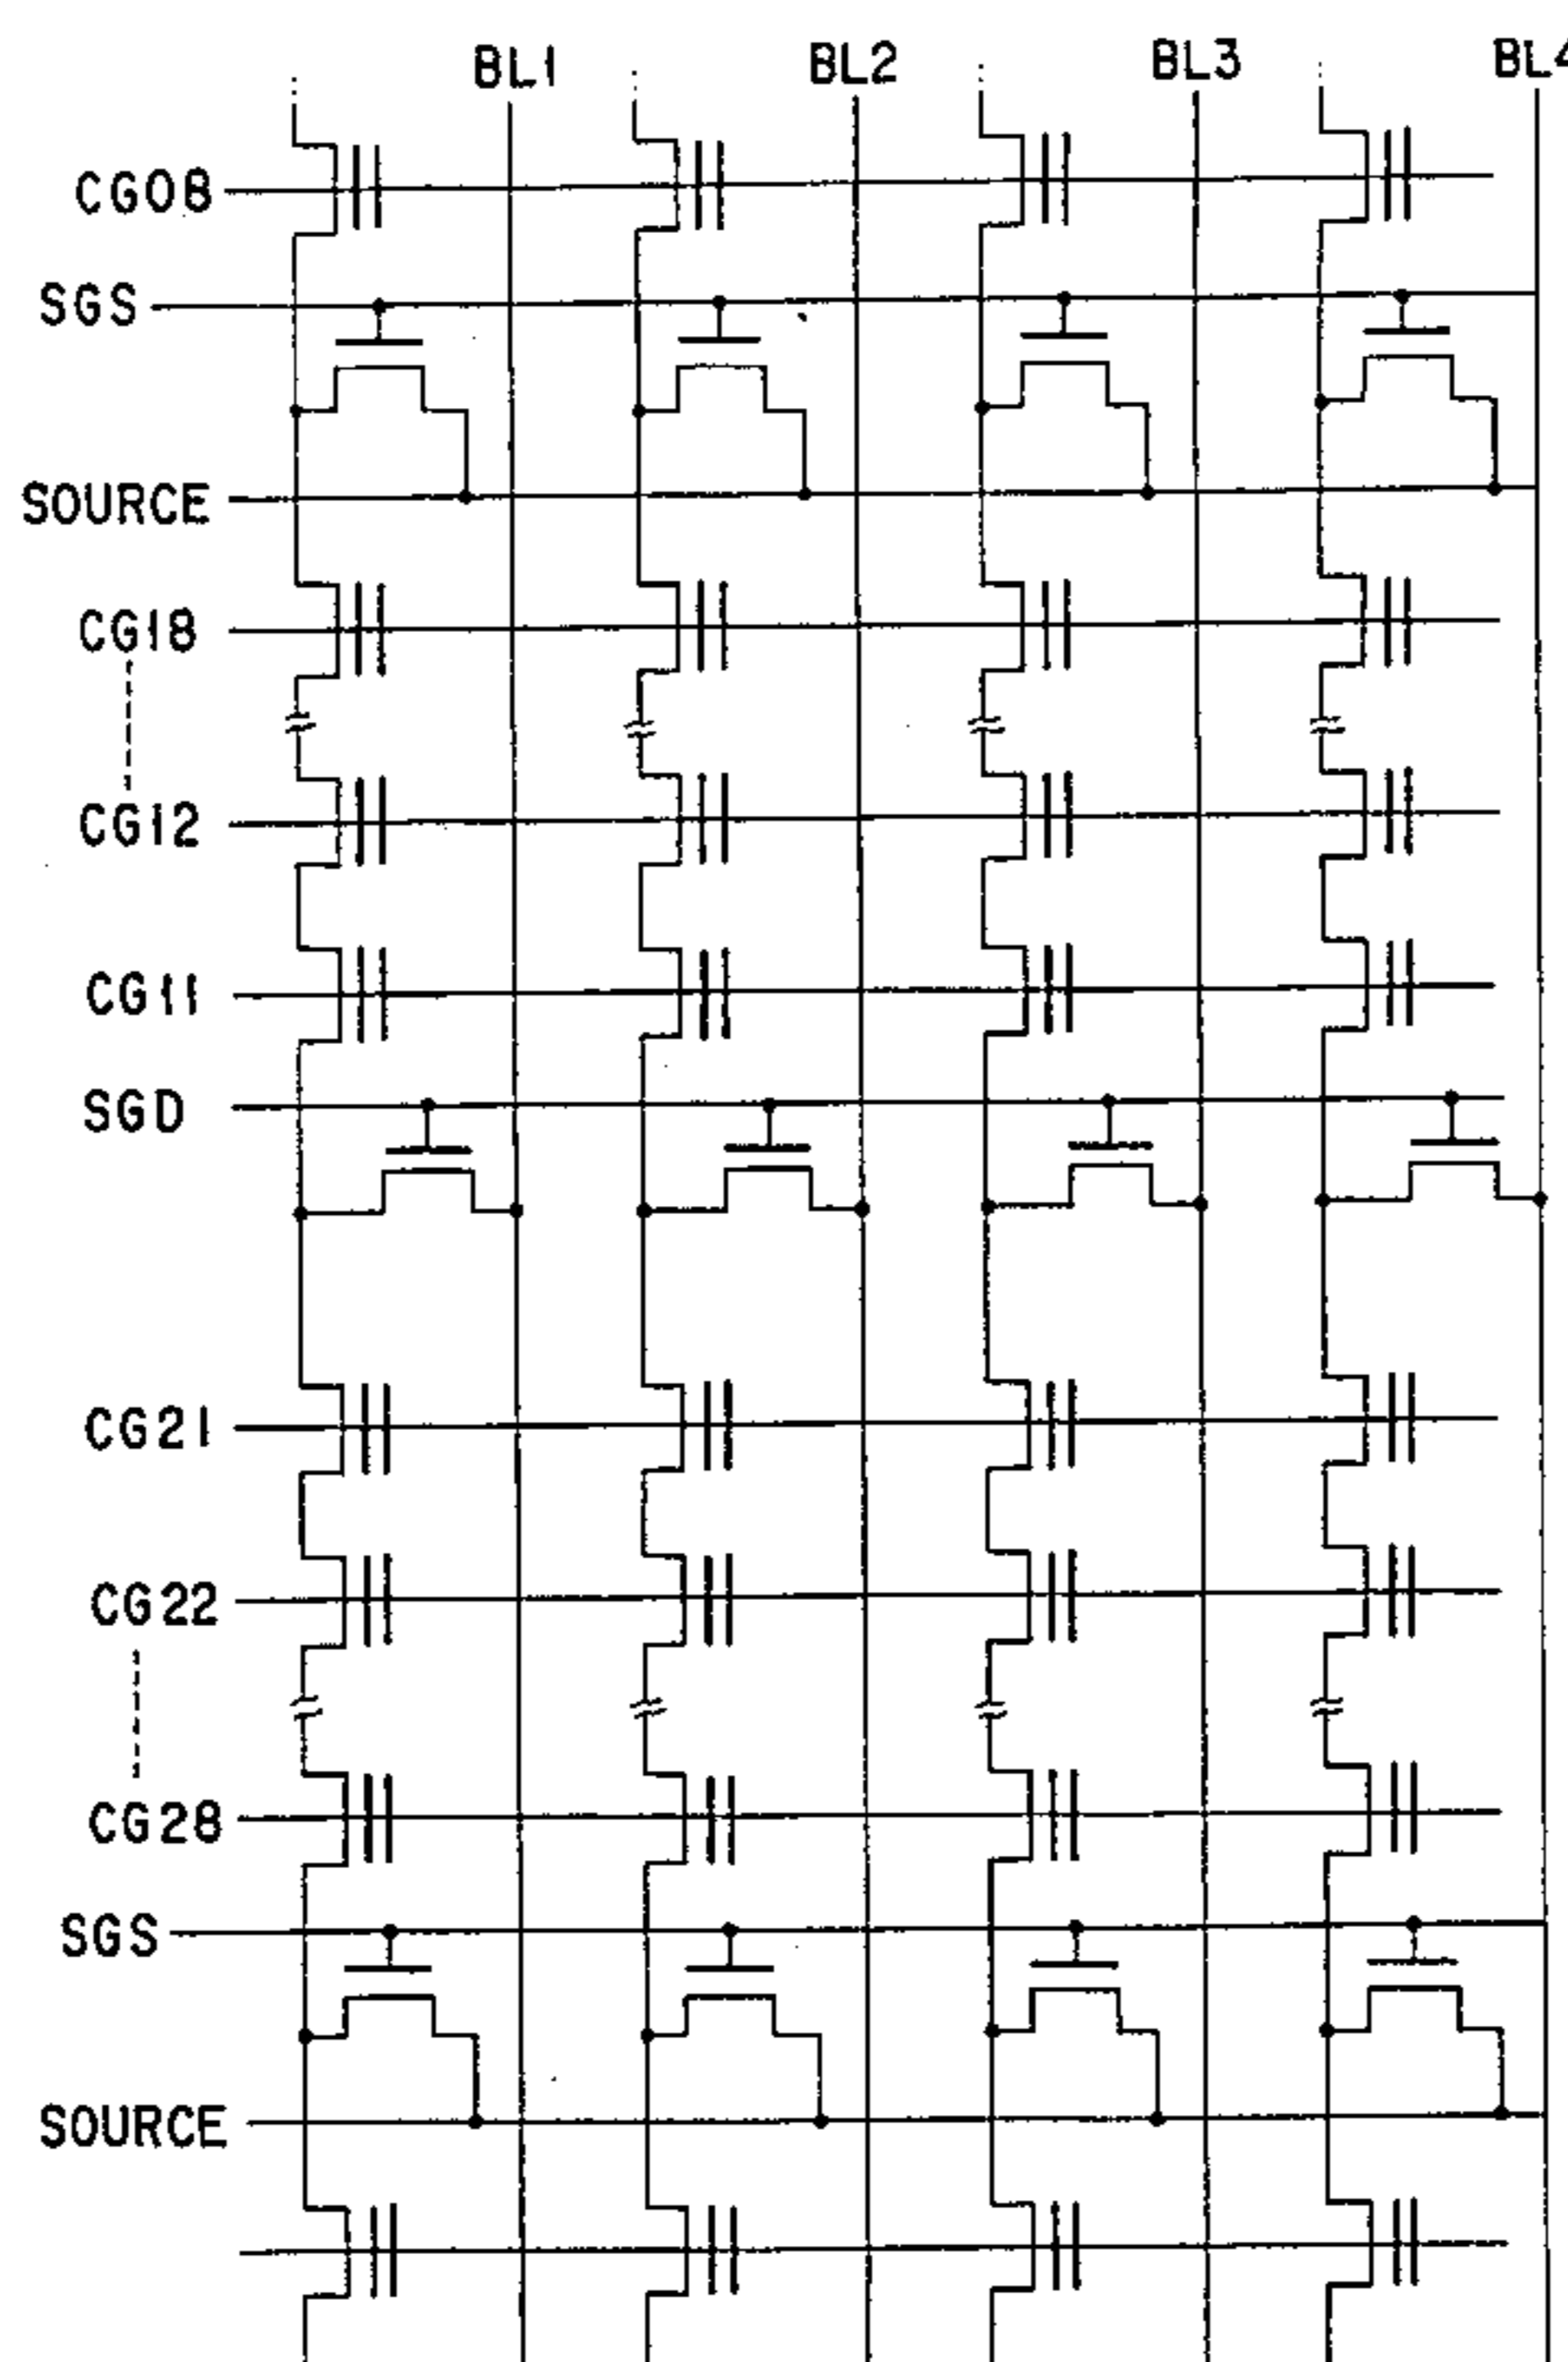 BL1 BL2 BL3 BL4
CG08
SGS
SOURCE
CG18
CG12
CG11
SGD
CG21
CG22
CG28
SGS
SOURCE